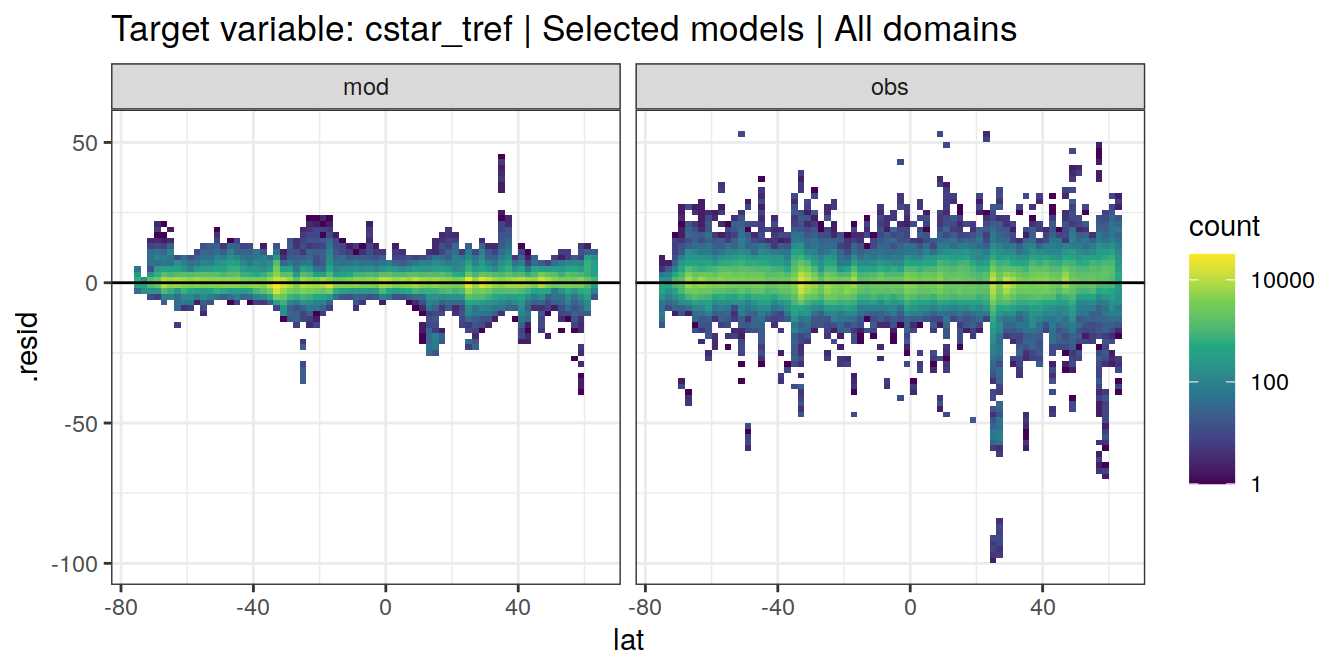 Target variable: cstar_tref | Selected models | All domains
mod
obs
.resid
50
0
-50
-100
-80
-40
0
40
-80
-40
0
40
lat
count
10000
100
1